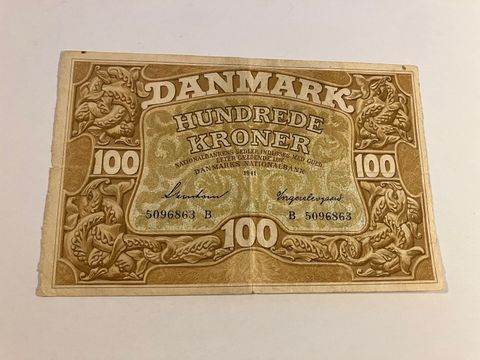 DANMARK
HUNDREDE
KRONER
NATIONALBANKENS SEDLER INDLØSES MED GULD
EFTER GÆLDENDE LOV
DANMARKS NATIONALBANK
1941
100 100
5096863 B B 5096863
100